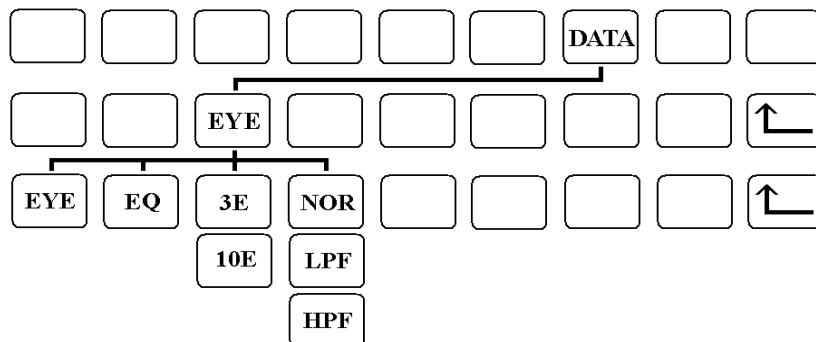 DATA
EYE
EYE EQ 3E NOR
10E LPF
HPF